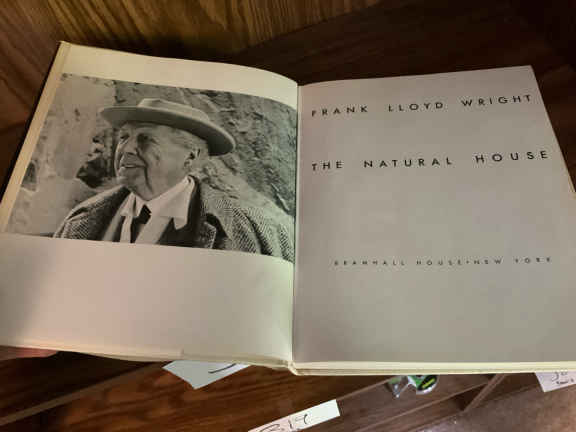 FRANK LLOYD WRIGHT
THE NATURAL HOUSE
BRAMHALL HOUSE • NEW YORK